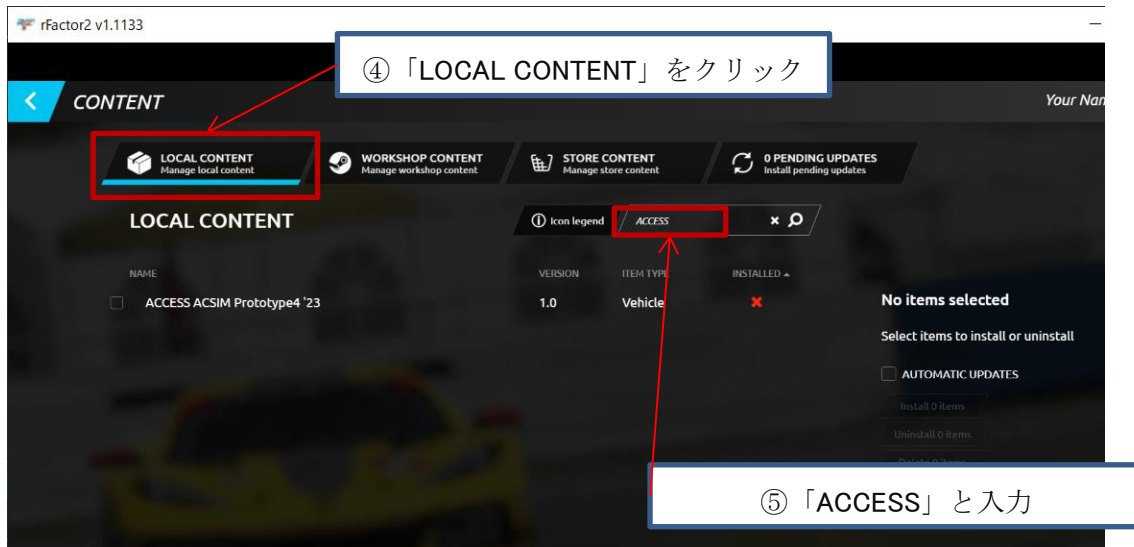 rFactor2 v1.1133
④「LOCAL CONTENT」をクリック
CONTENT
Your Nam
LOCAL CONTENT
Manage local content
WORKSHOP CONTENT
Manage workshop content
STORE CONTENT
Manage store content
0 PENDING UPDATES
Install pending updates
LOCAL CONTENT
Icon legend
ACCESS
NAME VERSION ITEM TYPE INSTALLED
ACCESS ACSIM Prototype4 '23 1.0 Vehicle
No items selected
Select items to install or uninstall
AUTOMATIC UPDATES
Install 0 items
Uninstall 0 items
Delete 0 items
⑤「ACCESS」と入力